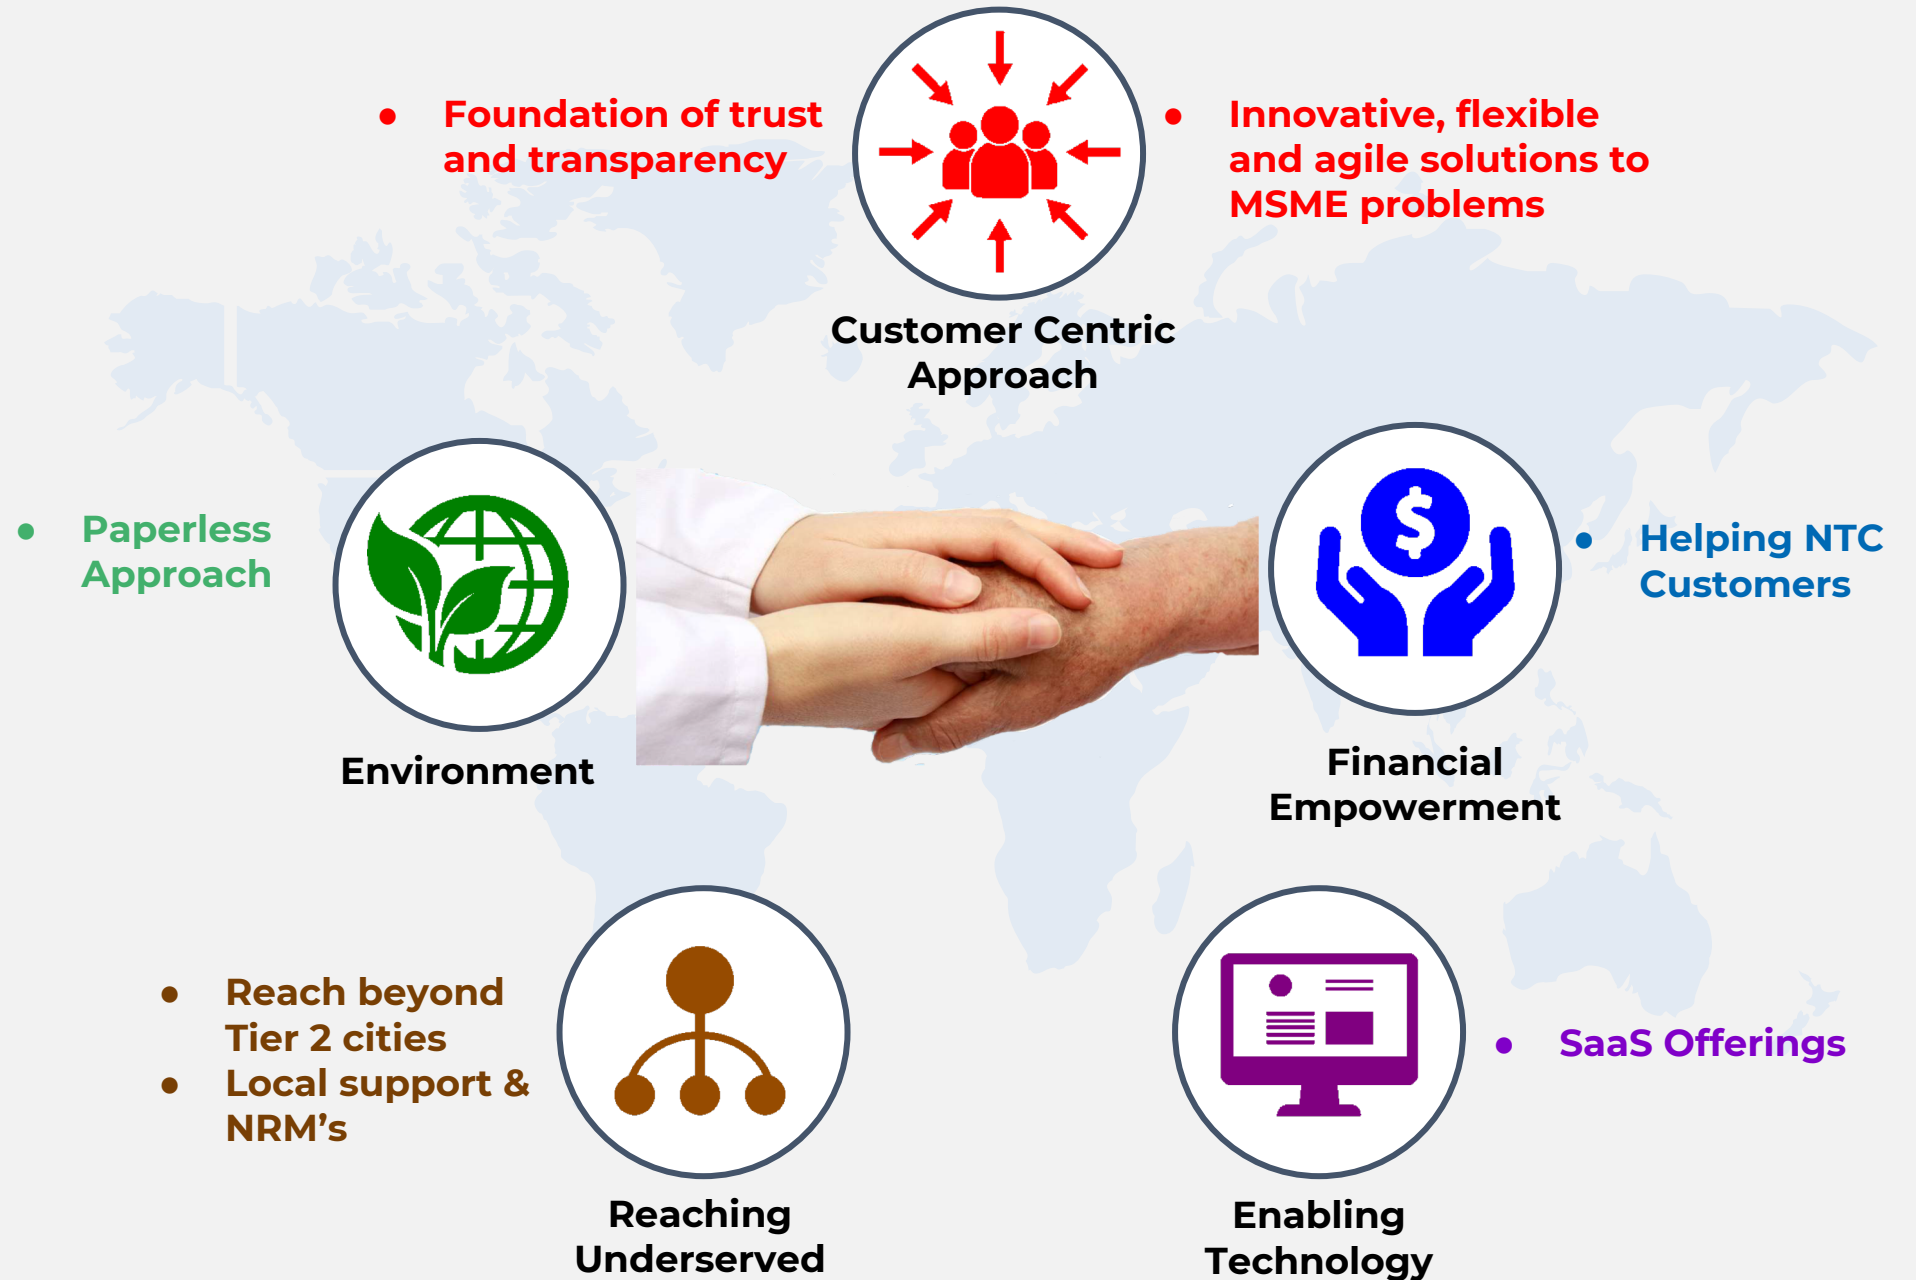 ● Foundation of trust
and transparency
● Innovative, flexible
and agile solutions to
MSME problems
Customer Centric
Approach
● Paperless
Approach
Environment
● Helping NTC
Customers
Financial
Empowerment
● Reach beyond
Tier 2 cities
● Local support &
NRM’s
Reaching
Underserved
● SaaS Offerings
Enabling
Technology
$